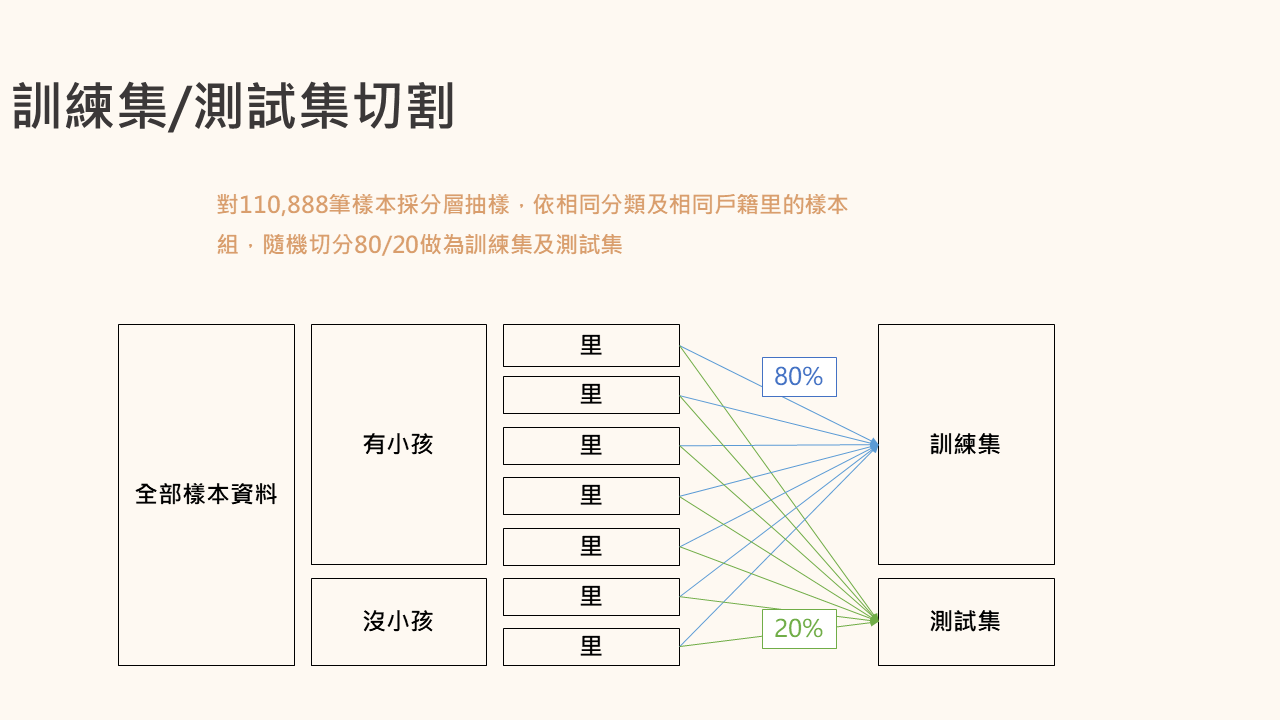 訓練集/測試集切割
對110,888筆樣本採分層抽樣，依相同分類及相同戶籍里的樣本
組，隨機切分80/20做為訓練集及測試集
全部樣本資料
有小孩
沒小孩
里
里
里
里
里
里
里
80%
20%
訓練集
測試集